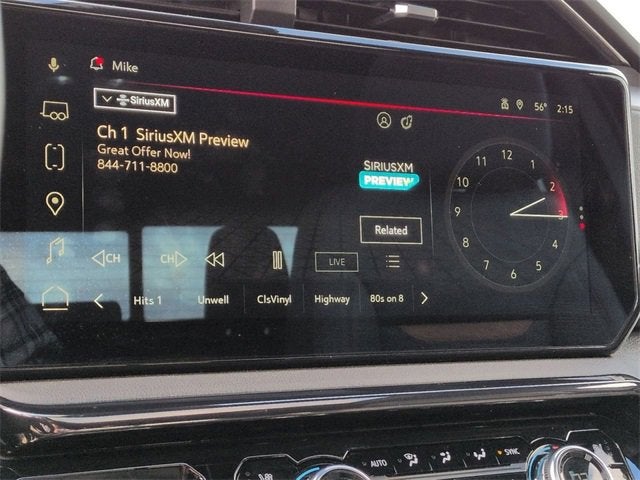 Mike
SiriusXM
56° 2:15
Ch 1 SiriusXM Preview
Great Offer Now!
844-711-8800
SIRIUSXM
PREVIEW
Related
12
1
2
3
4
5
6
7
8
9
10
11
CH CH LIVE
Hits 1 Unwell ClsVinyl Highway 80s on 8
AUTO SYNC